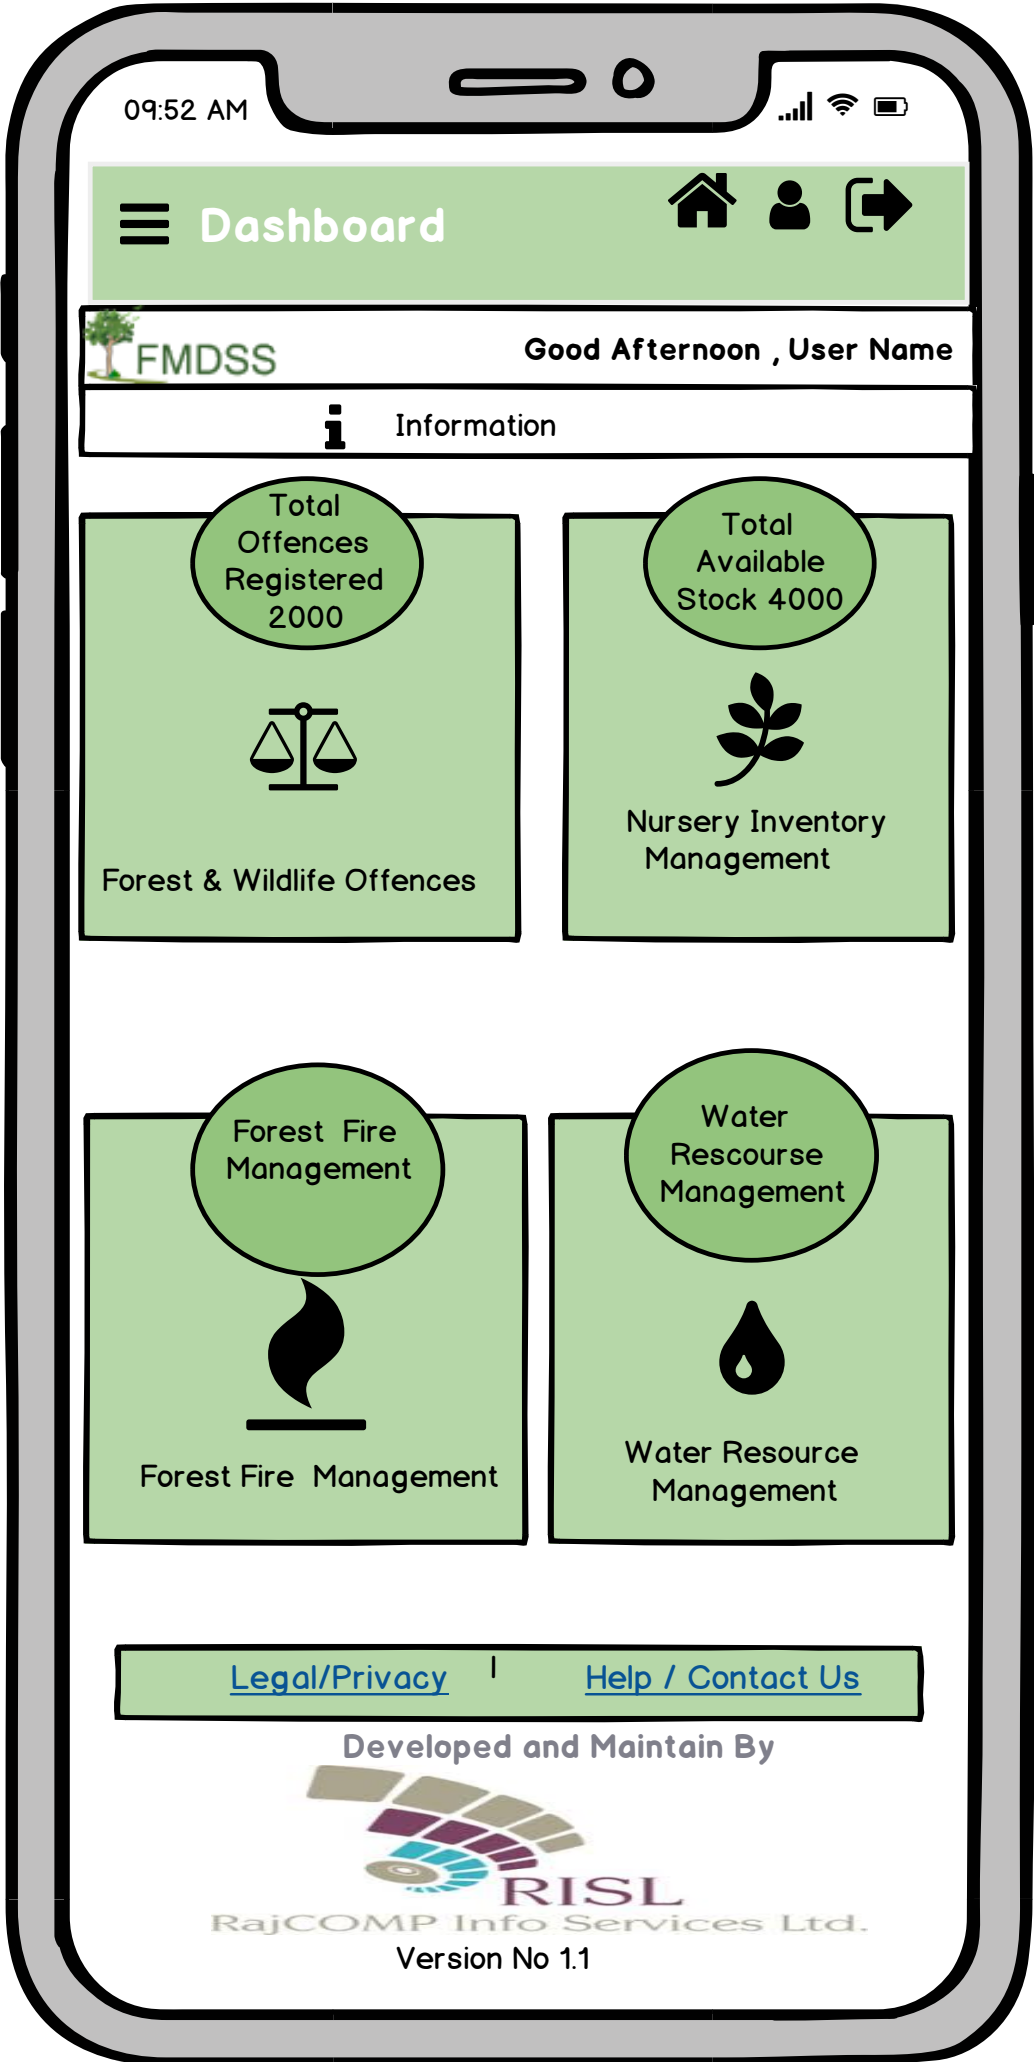 09:52 AM
Dashboard
FMDSS
Good Afternoon , User Name
Information
Total
Offences
Registered
2000
Forest & Wildlife Offences
Total
Available
Stock 4000
Nursery Inventory
Management
Forest Fire
Management
Forest Fire Management
Water
Rescourse
Management
Water Resource
Management
Legal/Privacy | Help / Contact Us
Developed and Maintain By
RISL
RajCOMP Info Services Ltd.
Version No 1.1